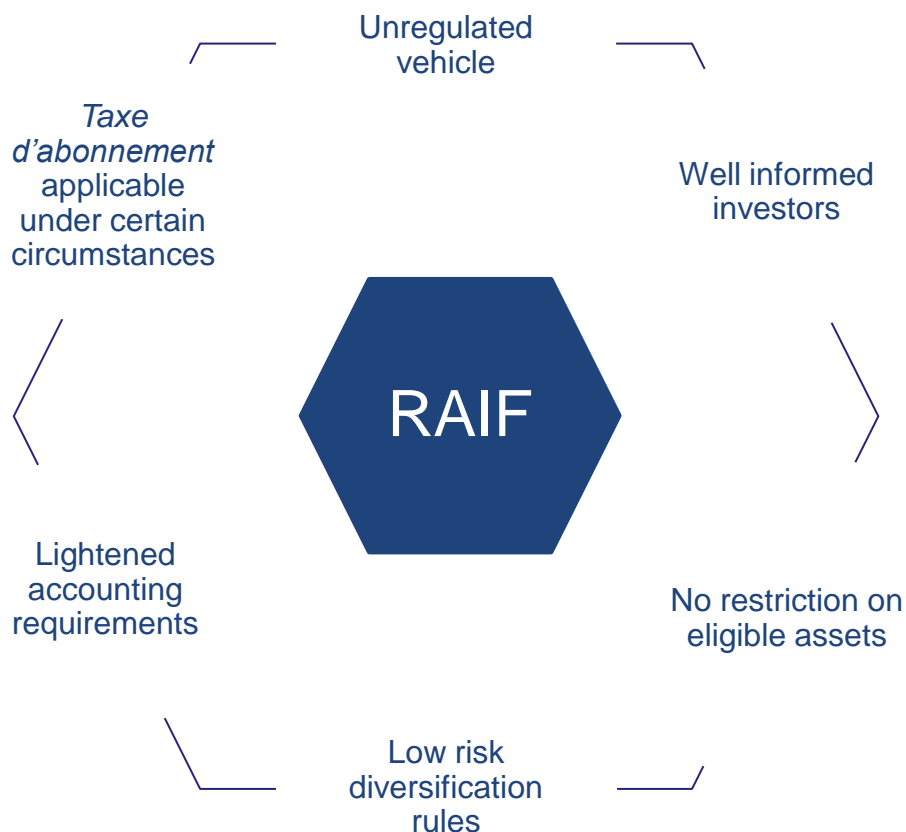 Unregulated
vehicle
Taxe
d’abonnement
applicable
under certain
circumstances
Well informed
investors
RAIF
Lightened
accounting
requirements
No restriction on
eligible assets
Low risk
diversification
rules